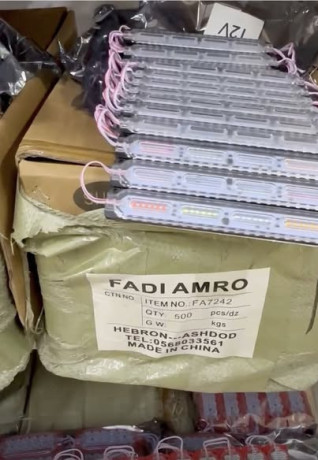 12V
FADI AMRO
CTN NO.
ITEM NO.: FA7242
QTY: 500 pcs/dz
G.W. kgs
HEBRON-ASHDOD
TEL:0568033561
MADE IN CHINA